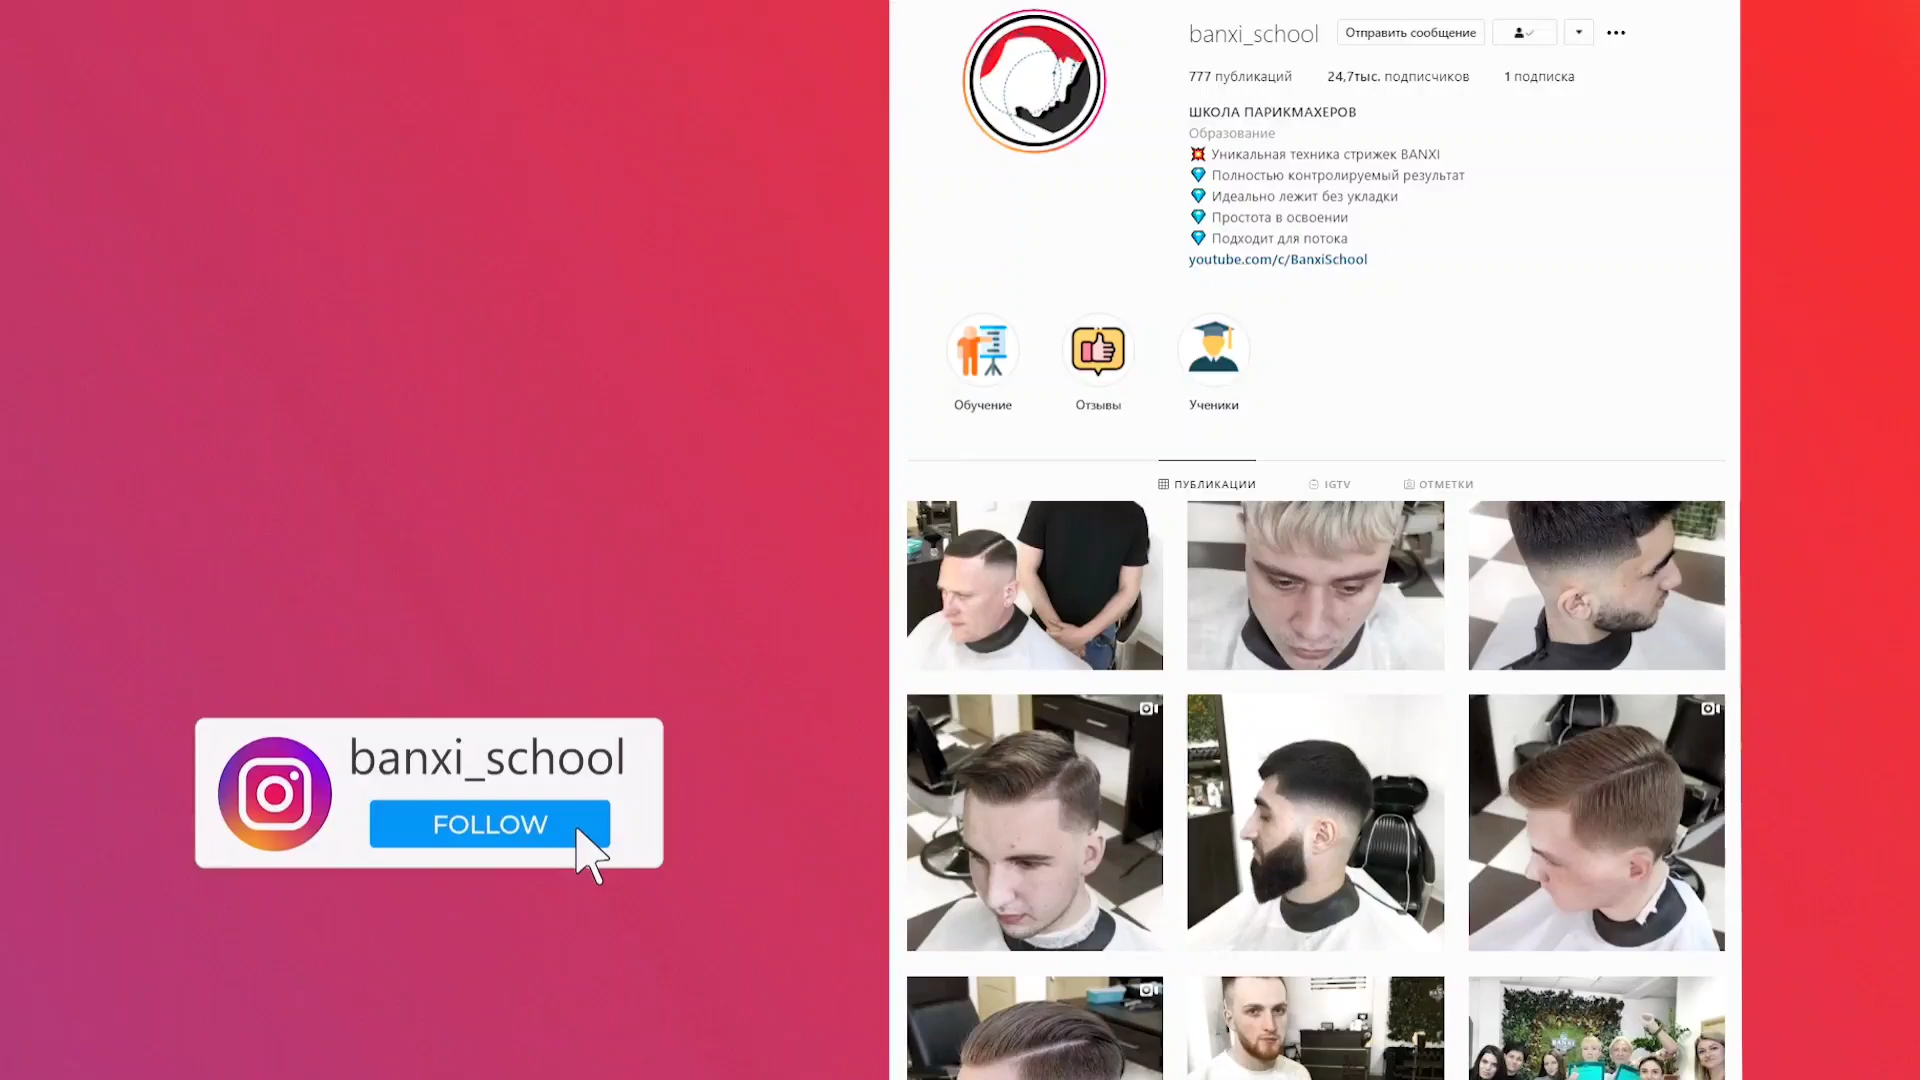 banxi_school
Отправить сообщение
777 публикаций
24,7тыс. подписчиков
1 подписка
ШКОЛА ПАРИКМАХЕРОВ
Образование
Уникальная техника стрижек BANXI
Полностью контролируемый результат
Идеально лежит без укладки
Простота в освоении
Подходит для потока
youtube.com/c/BanxiSchool
Обучение
Отзывы
Ученики
ПУБЛИКАЦИИ
IGTV
ОТМЕТКИ
banxi_school
FOLLOW